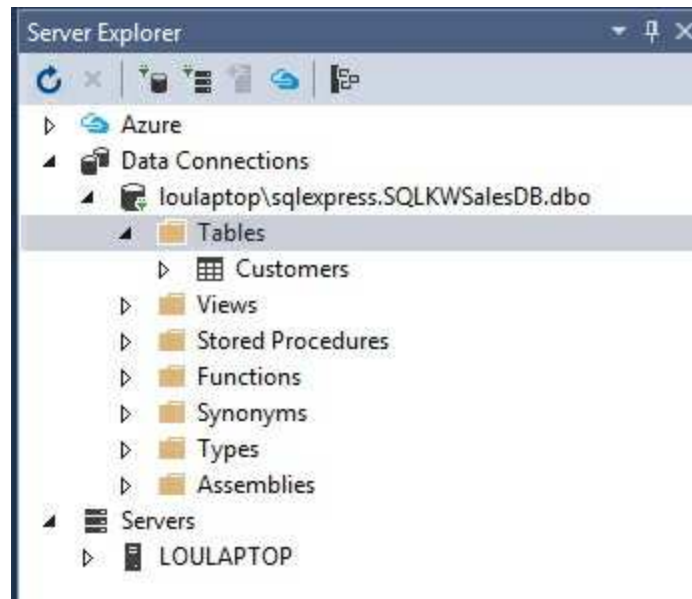 Server Explorer
Azure
Data Connections
loulaptop\sqlexpress.SQLKWSalesDB.dbo
Tables
Customers
Views
Stored Procedures
Functions
Synonyms
Types
Assemblies
Servers
LOULAPTOP